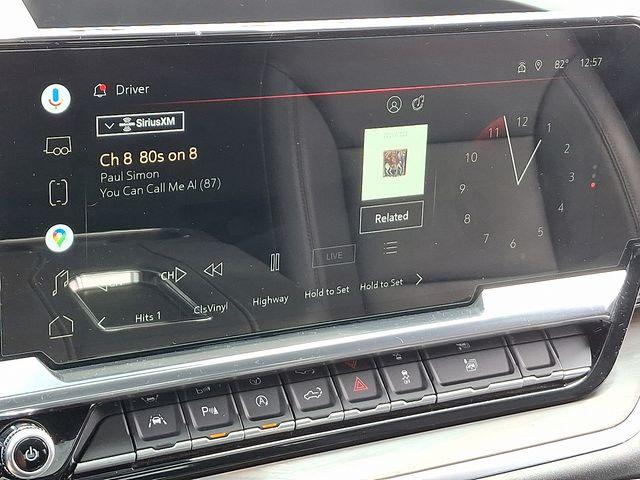 Driver
82° 12:57
SiriusXM
Ch 8 80s on 8
Paul Simon
You Can Call Me Al (87)
Related
12
1
2
3
4
5
6
7
8
9
10
11
CH
LIVE
Hits 1
ClsVinyl
Highway
Hold to Set
Hold to Set
P
A